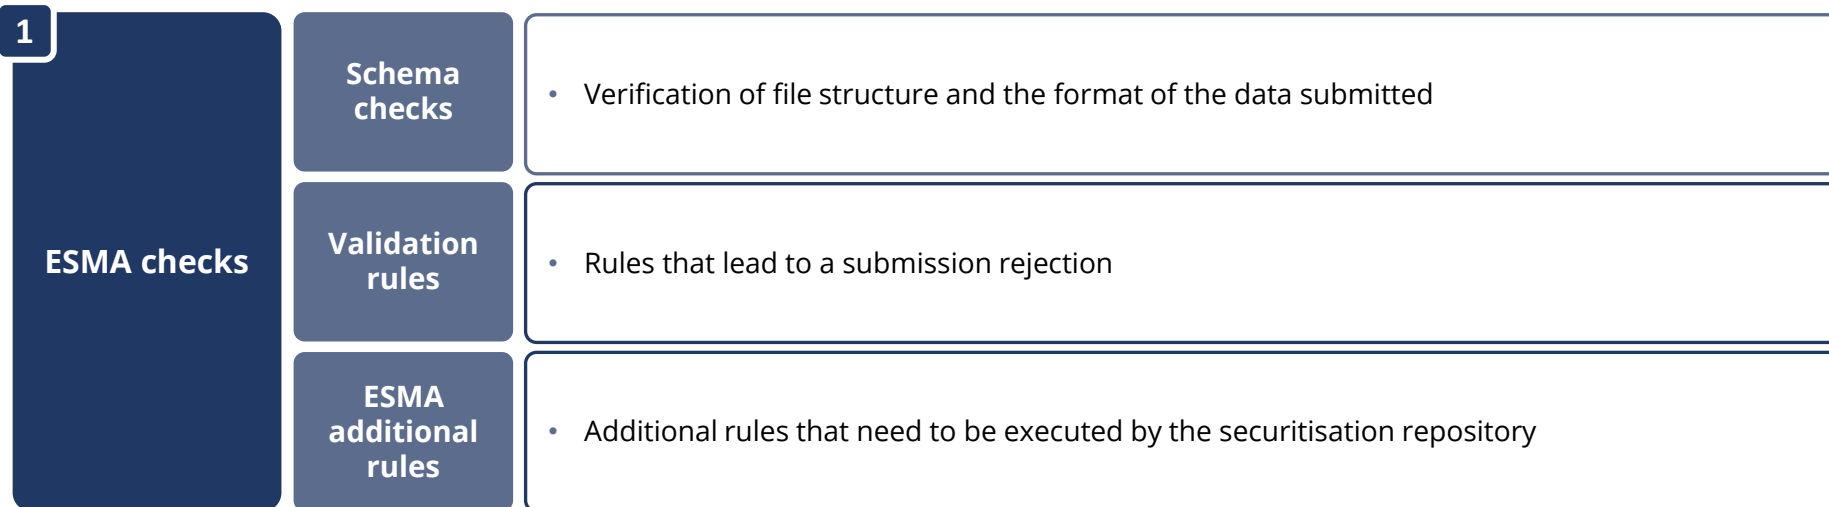 1
ESMA checks
Schema
checks
• Verification of file structure and the format of the data submitted
Validation
rules
• Rules that lead to a submission rejection
ESMA
additional
rules
• Additional rules that need to be executed by the securitisation repository